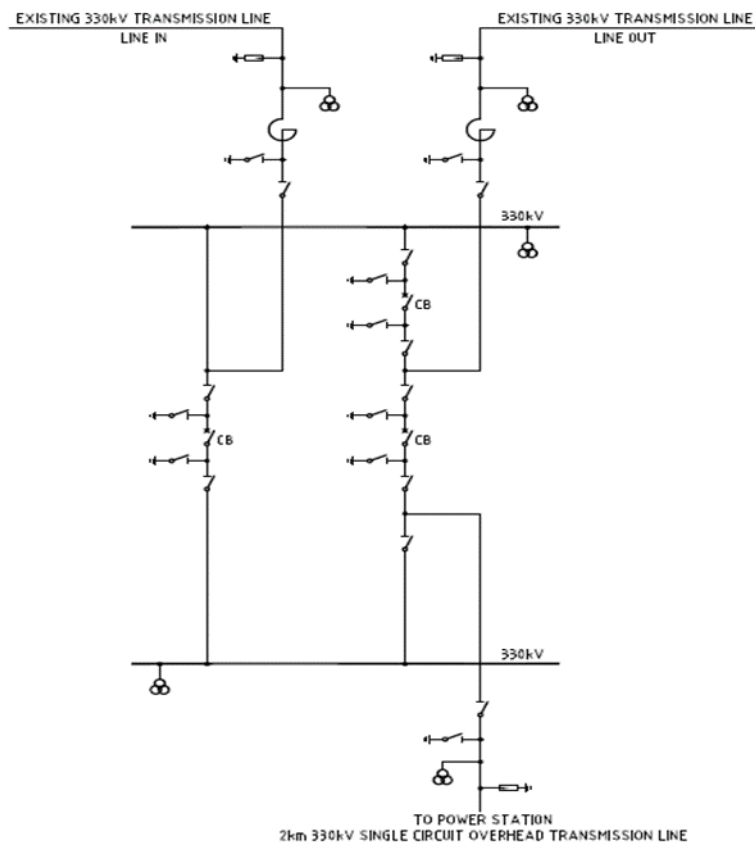 EXISTING 330kV TRANSMISSION LINE
LINE IN
EXISTING 330kV TRANSMISSION LINE
LINE OUT
330kV
CB
CB
CB
330kV
TO POWER STATION
2km 330kV SINGLE CIRCUIT OVERHEAD TRANSMISSION LINE